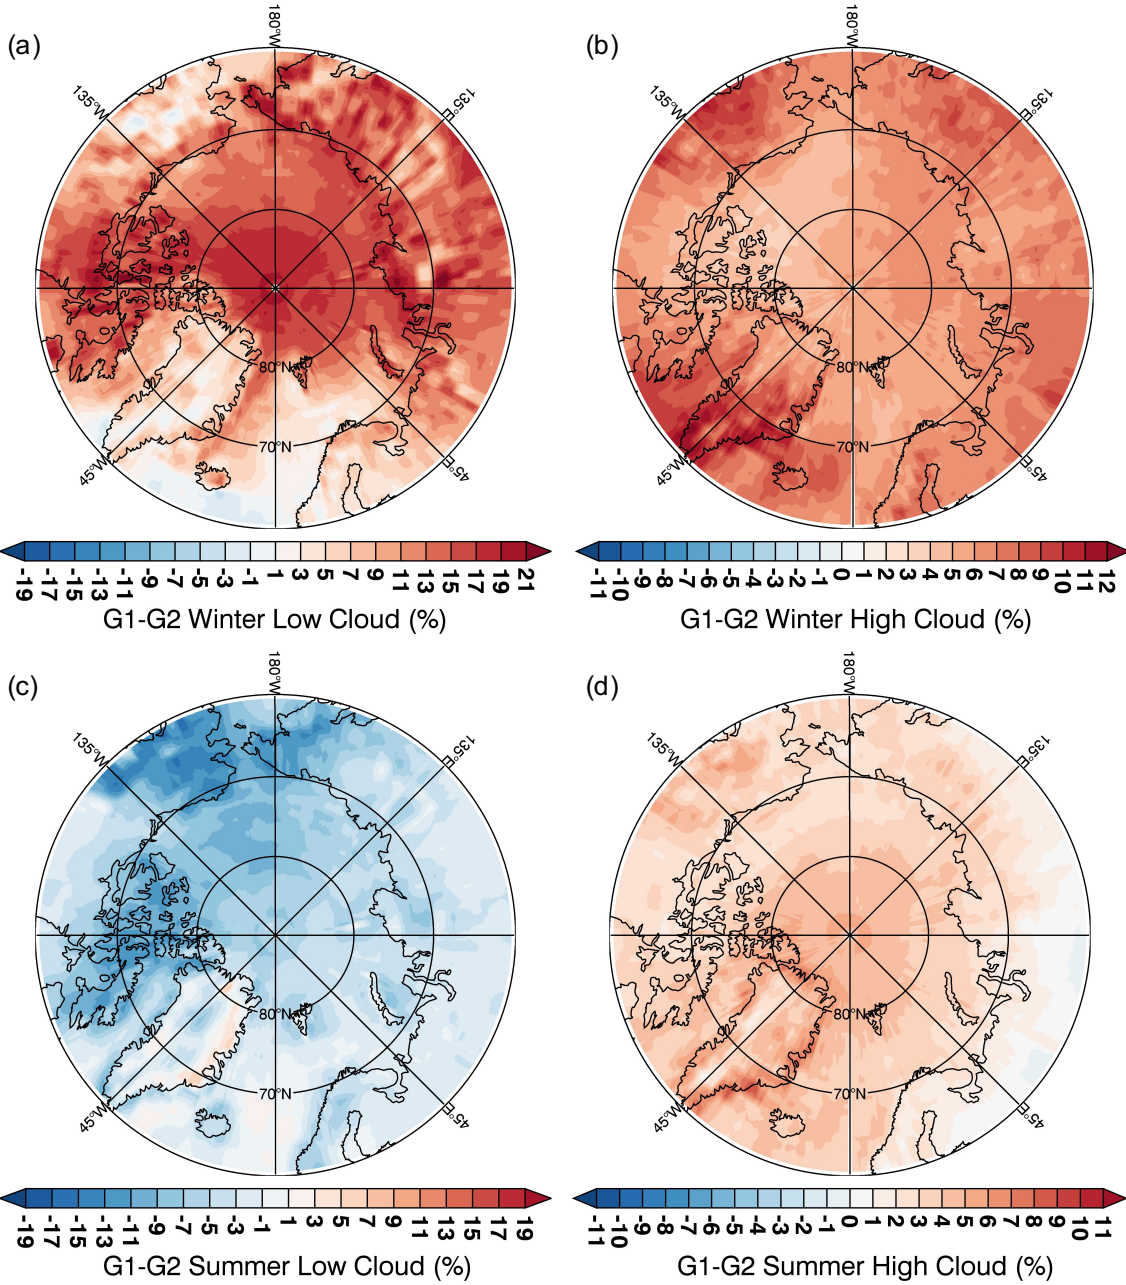 (a)
180°W
135°W
135°E
80°N
70°N
45°W
45°E
-19 -17 -15 -13 -11 -9 -7 -5 -3 -1 1 3 5 7 9 11 13 15 17 19 21
G1-G2 Winter Low Cloud (%)
(b)
180°W
135°W
135°E
80°N
70°N
45°W
45°E
-11 -10 -9 -8 -7 -6 -5 -4 -3 -2 -1 0 1 2 3 4 5 6 7 8 9 10 11 12
G1-G2 Winter High Cloud (%)
(c)
180°W
135°W
135°E
80°N
70°N
45°W
45°E
-19 -17 -15 -13 -11 -9 -7 -5 -3 -1 1 3 5 7 9 11 13 15 17 19
G1-G2 Summer Low Cloud (%)
(d)
180°W
135°W
135°E
80°N
70°N
45°W
45°E
-11 -10 -9 -8 -7 -6 -5 -4 -3 -2 -1 0 1 2 3 4 5 6 7 8 9 10 11
G1-G2 Summer High Cloud (%)